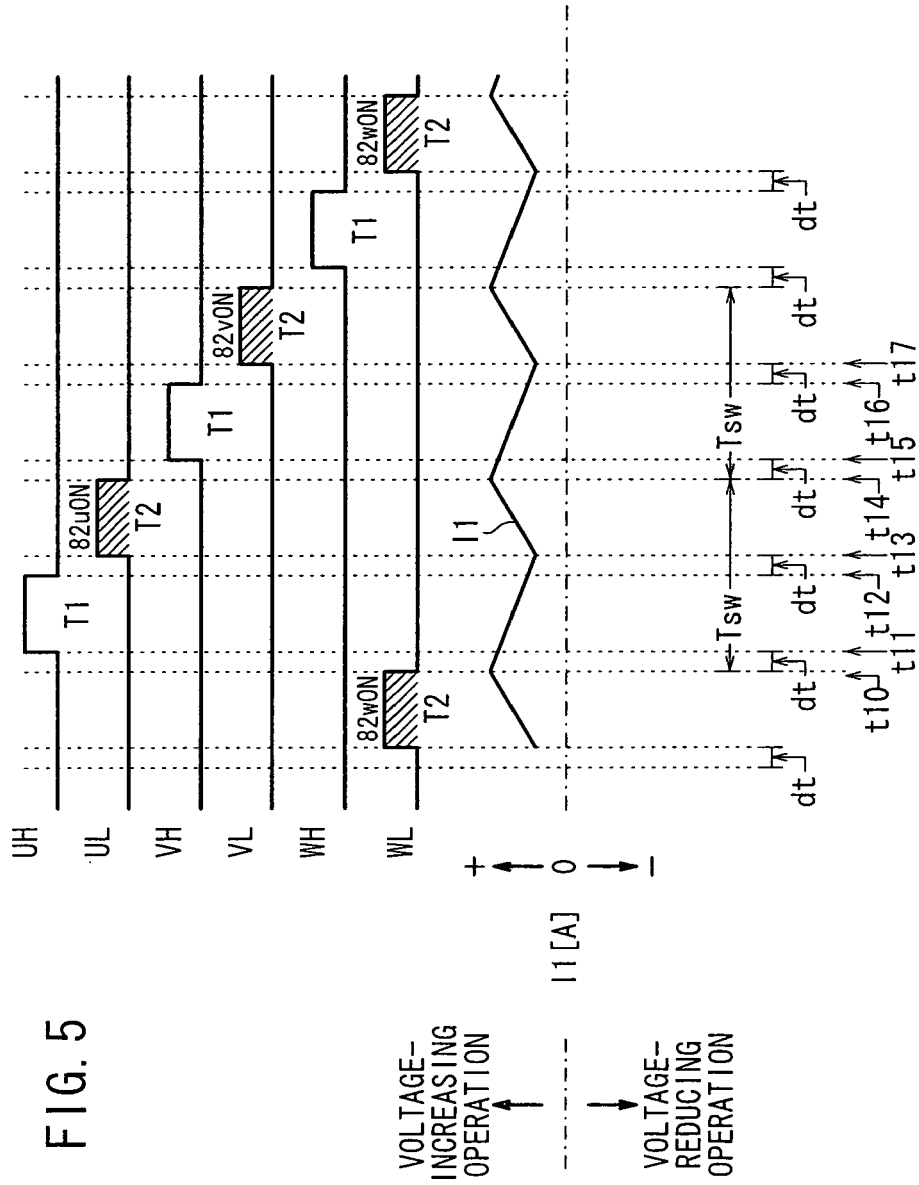 FIG. 5
UH
T1
82uON
UL
T2
VH
T1
82vON
VL
T2
WH
T1
82wON
82wON
WL
T2
T2
VOLTAGE-
INCREASING
OPERATION
+
I1[A]
0
I1
VOLTAGE-
REDUCING
OPERATION
−
Tsw
Tsw
dt
dt
dt
dt
dt
dt
dt
dt
t10
t11
t12
t13
t14
t15
t16
t17